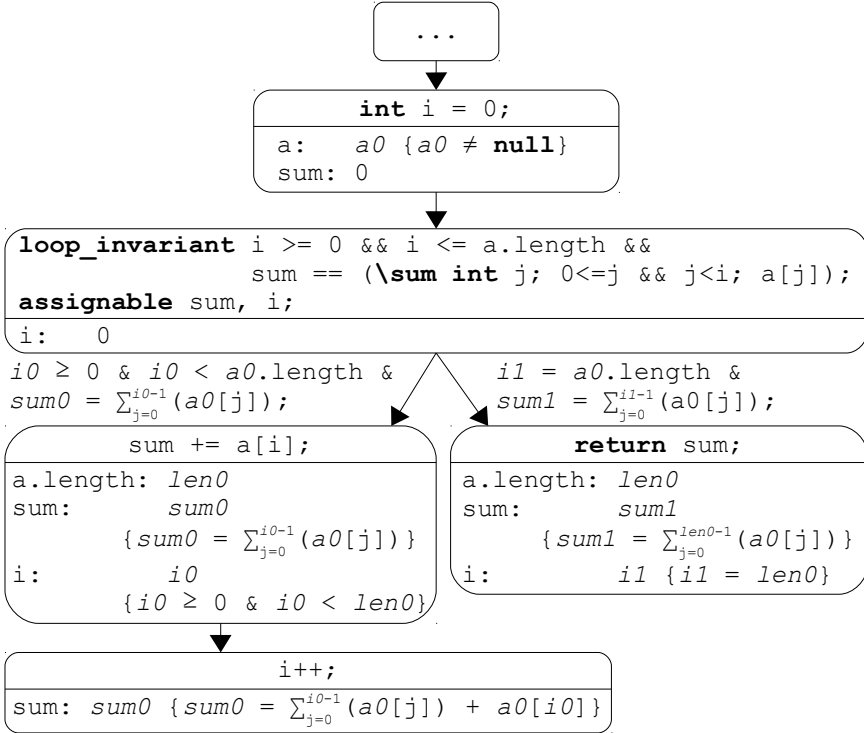 ...
int i = 0;
a: a0 {a0 ≠ null}
sum: 0
loop_invariant i >= 0 && i <= a.length &&
sum == (\sum int j; 0<=j && j<i; a[j]);
assignable sum, i;
i: 0
i0 ≥ 0 & i0 < a0.length &
sum0 = ∑_{j=0}^{i0-1}(a0[j]);
i1 = a0.length &
sum1 = ∑_{j=0}^{i1-1}(a0[j]);
sum += a[i];
a.length: len0
sum: sum0
{sum0 = ∑_{j=0}^{i0-1}(a0[j])}
i: i0
{i0 ≥ 0 & i0 < len0}
return sum;
a.length: len0
sum: sum1
{sum1 = ∑_{j=0}^{len0-1}(a0[j])}
i: i1 {i1 = len0}
i++;
sum: sum0 {sum0 = ∑_{j=0}^{i0-1}(a0[j]) + a0[i0]}